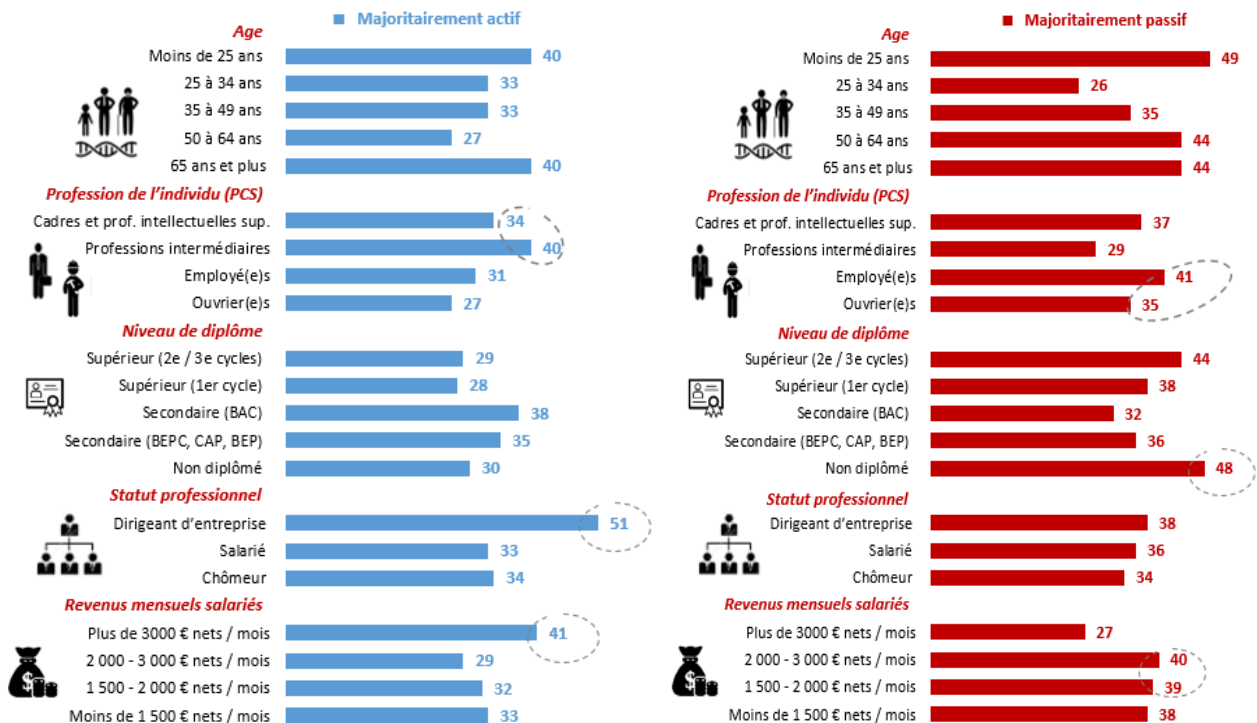 Majoritairement actif
Age
Moins de 25 ans 40
25 à 34 ans 33
35 à 49 ans 33
50 à 64 ans 27
65 ans et plus 40
Profession de l'individu (PCS)
Cadres et prof. intellectuelles sup. 34
Professions intermédiaires 40
Employé(e)s 31
Ouvrier(e)s 27
Niveau de diplôme
Supérieur (2e / 3e cycles) 29
Supérieur (1er cycle) 28
Secondaire (BAC) 38
Secondaire (BEPC, CAP, BEP) 35
Non diplômé 30
Statut professionnel
Dirigeant d'entreprise 51
Salarié 33
Chômeur 34
Revenus mensuels salariés
Plus de 3000 € nets / mois 41
2 000 - 3 000 € nets / mois 29
1 500 - 2 000 € nets / mois 32
Moins de 1 500 € nets / mois 33
Majoritairement passif
Age
Moins de 25 ans 49
25 à 34 ans 26
35 à 49 ans 35
50 à 64 ans 44
65 ans et plus 44
Profession de l'individu (PCS)
Cadres et prof. intellectuelles sup. 37
Professions intermédiaires 29
Employé(e)s 41
Ouvrier(e)s 35
Niveau de diplôme
Supérieur (2e / 3e cycles) 44
Supérieur (1er cycle) 38
Secondaire (BAC) 32
Secondaire (BEPC, CAP, BEP) 36
Non diplômé 48
Statut professionnel
Dirigeant d'entreprise 38
Salarié 36
Chômeur 34
Revenus mensuels salariés
Plus de 3000 € nets / mois 27
2 000 - 3 000 € nets / mois 40
1 500 - 2 000 € nets / mois 39
Moins de 1 500 € nets / mois 38